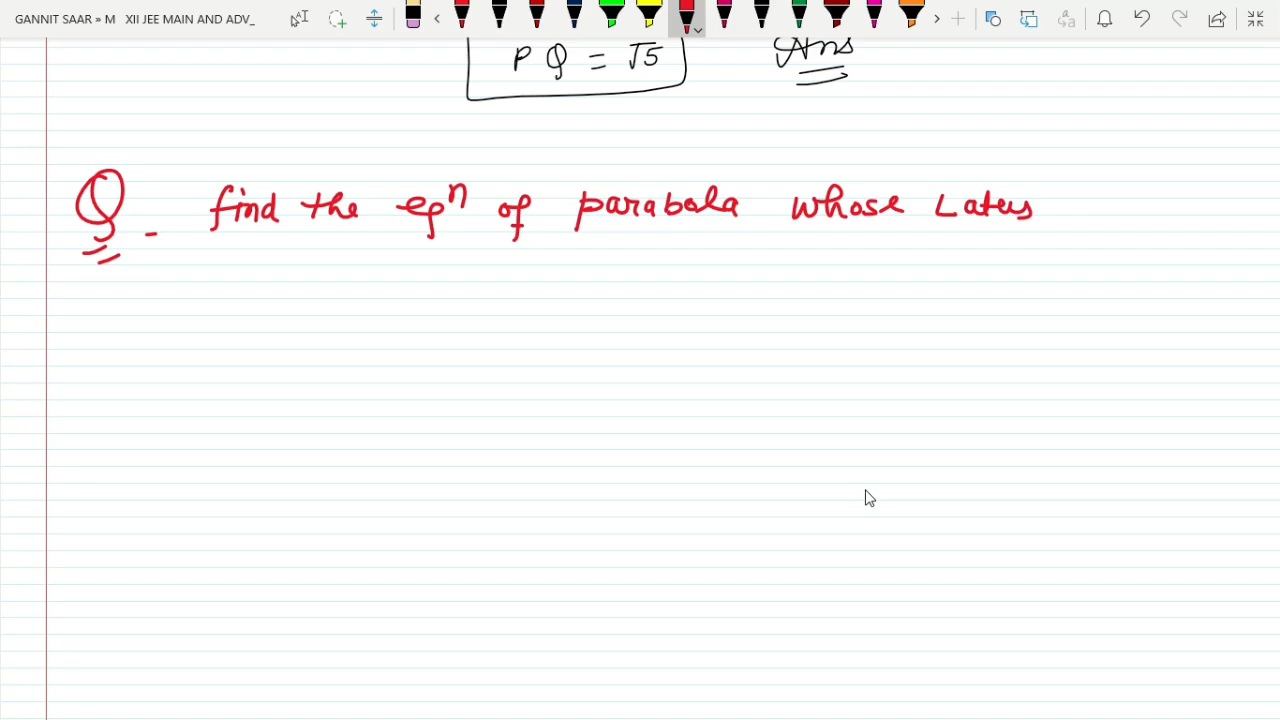 GANNIT SAAR » M XII JEE MAIN AND ADV_
PQ = √5 Ans
Q - find the eqⁿ of parabola whose Latus